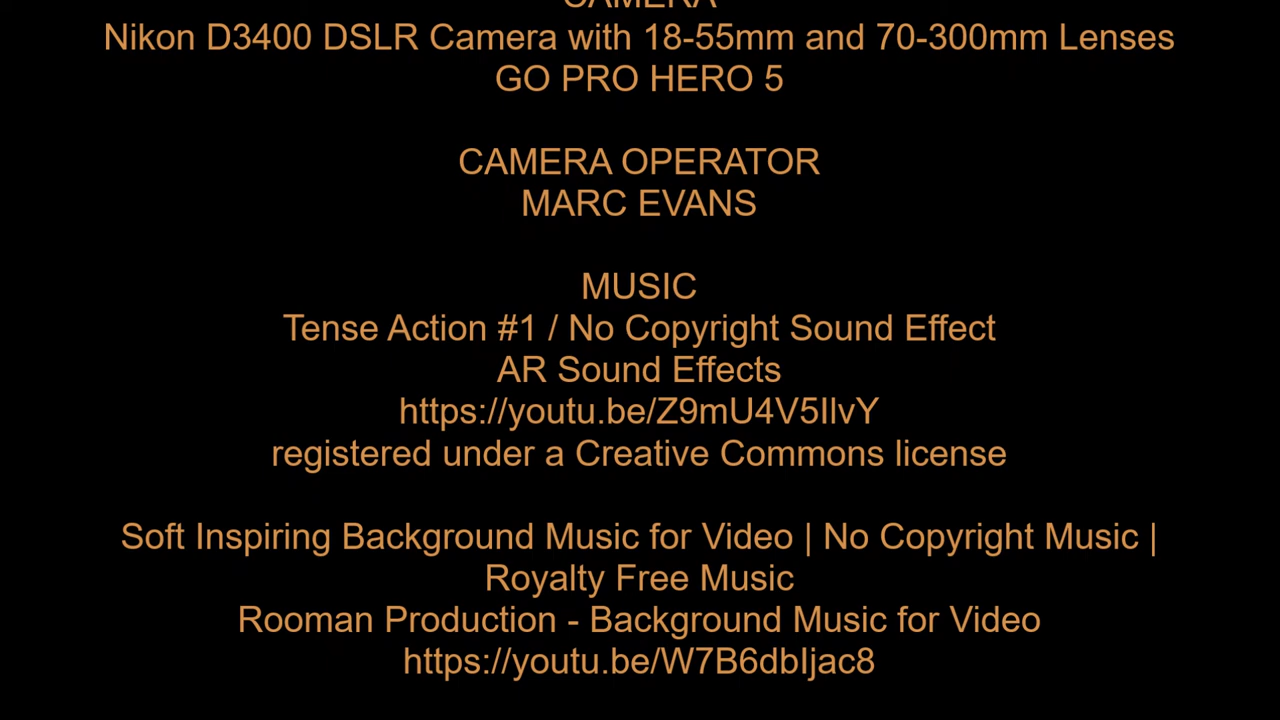 CAMERA
Nikon D3400 DSLR Camera with 18-55mm and 70-300mm Lenses
GO PRO HERO 5
CAMERA OPERATOR
MARC EVANS
MUSIC
Tense Action #1 / No Copyright Sound Effect
AR Sound Effects
https://youtu.be/Z9mU4V5IlvY
registered under a Creative Commons license
Soft Inspiring Background Music for Video | No Copyright Music |
Royalty Free Music
Rooman Production - Background Music for Video
https://youtu.be/W7B6dbIjac8